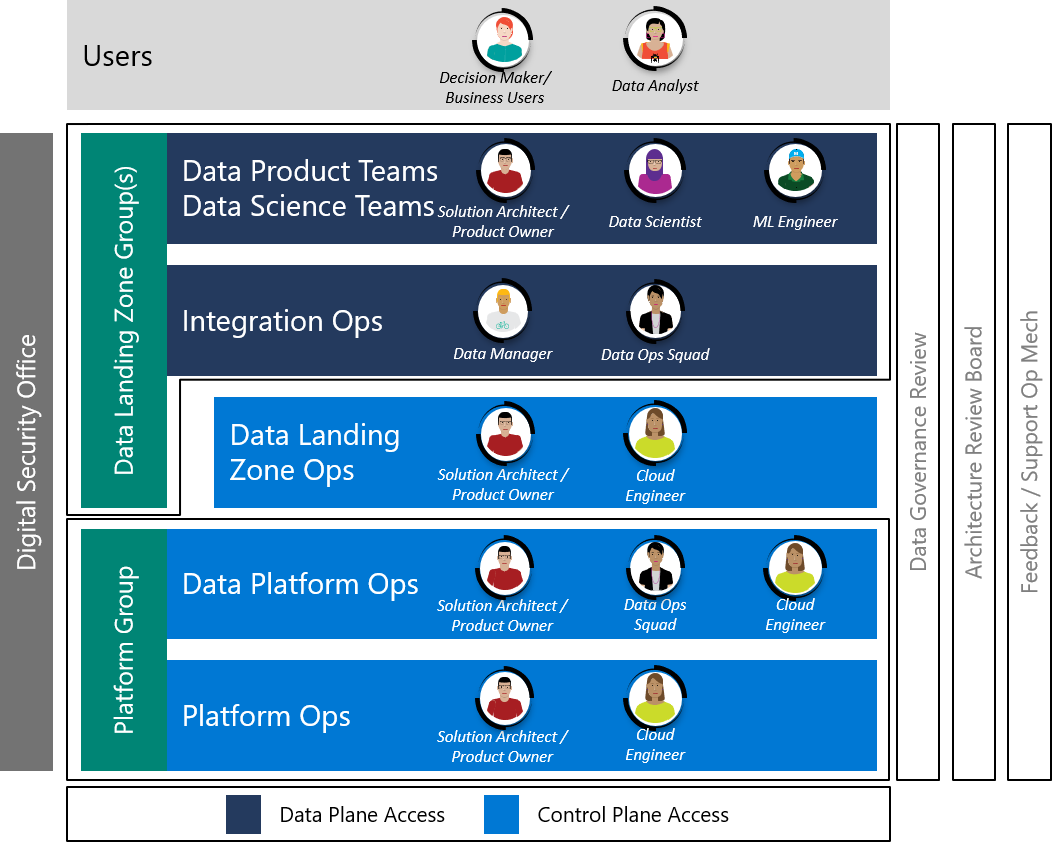 Users
Decision Maker/
Business Users
Data Analyst
Digital Security Office
Data Landing Zone Group(s)
Data Product Teams
Data Science Teams
Solution Architect /
Product Owner
Data Scientist
ML Engineer
Integration Ops
Data Manager
Data Ops Squad
Data Landing
Zone Ops
Solution Architect /
Product Owner
Cloud
Engineer
Platform Group
Data Platform Ops
Solution Architect /
Product Owner
Data Ops
Squad
Cloud
Engineer
Platform Ops
Solution Architect /
Product Owner
Cloud
Engineer
Data Governance Review
Architecture Review Board
Feedback / Support Op Mech
Data Plane Access
Control Plane Access